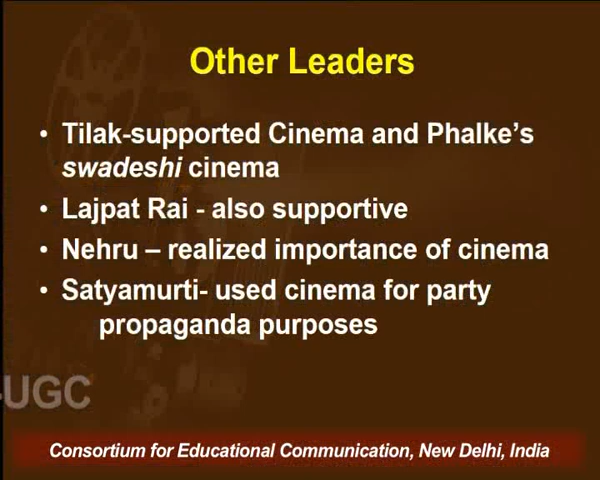 Other Leaders
• Tilak-supported Cinema and Phalke's
swadeshi cinema
• Lajpat Rai - also supportive
• Nehru – realized importance of cinema
• Satyamurti- used cinema for party
propaganda purposes
-UGC
Consortium for Educational Communication, New Delhi, India